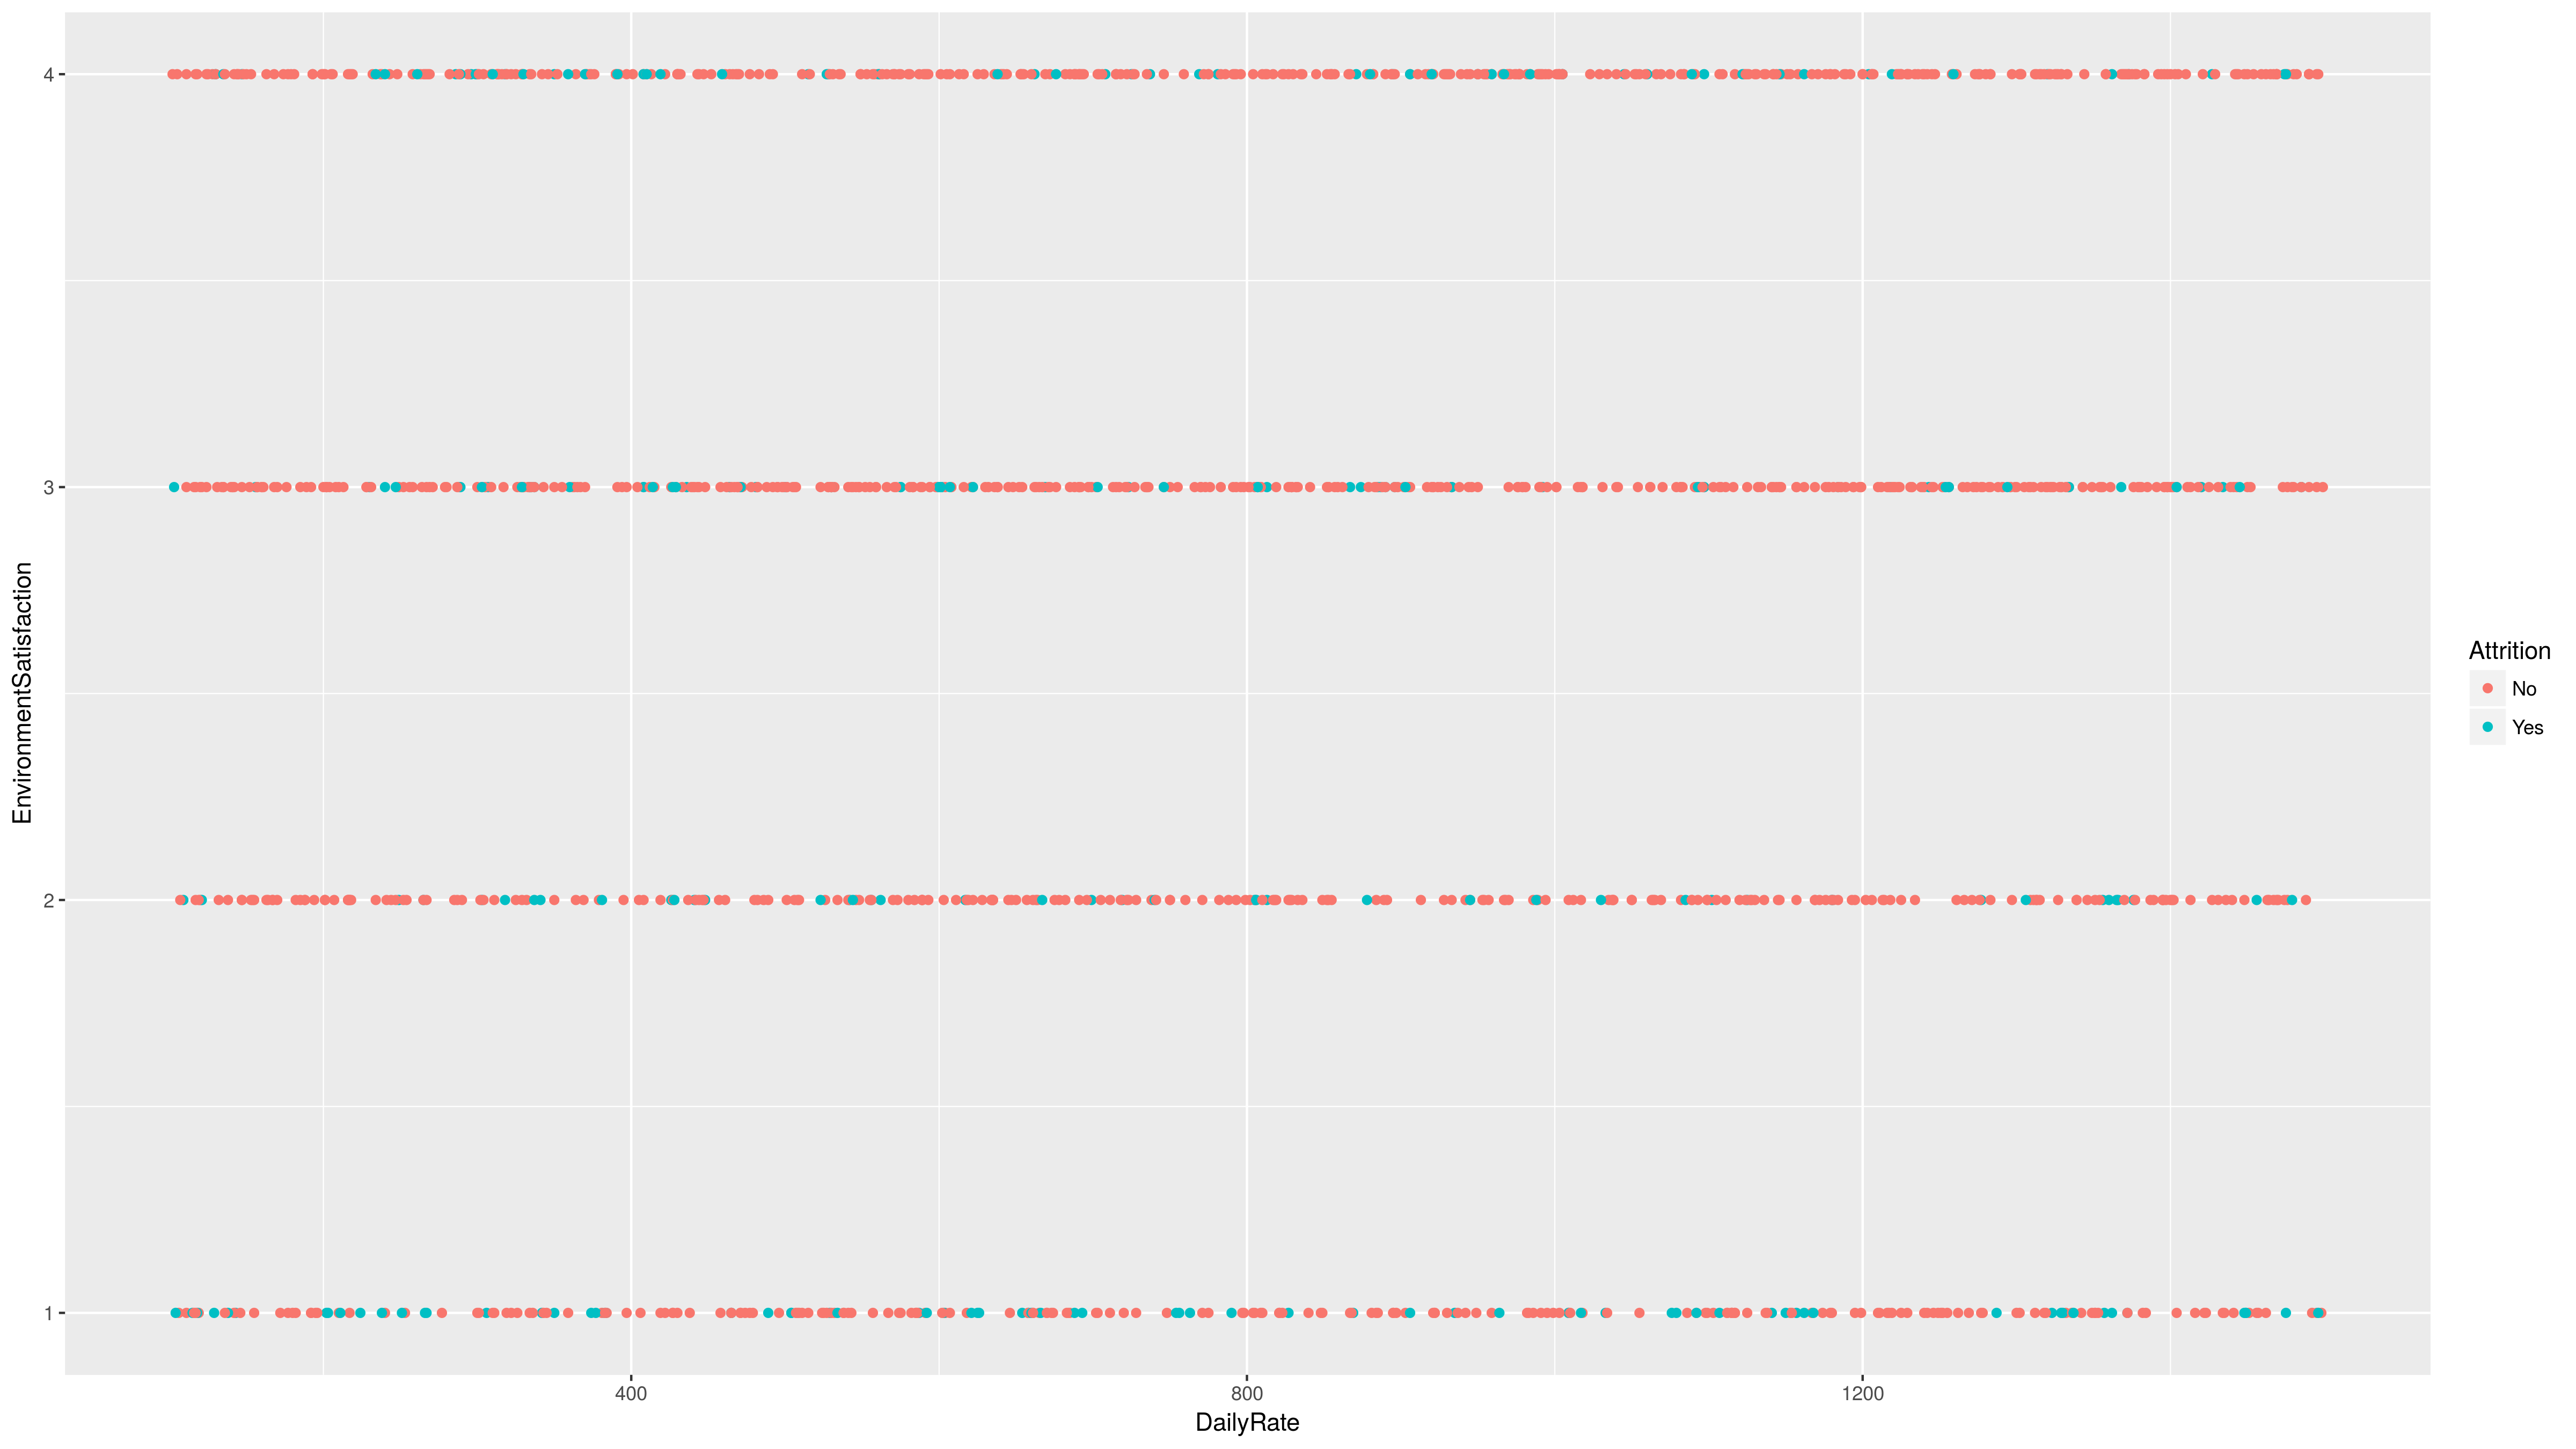 4
3
2
1
EnvironmentSatisfaction
400
800
1200
DailyRate
Attrition
No
Yes